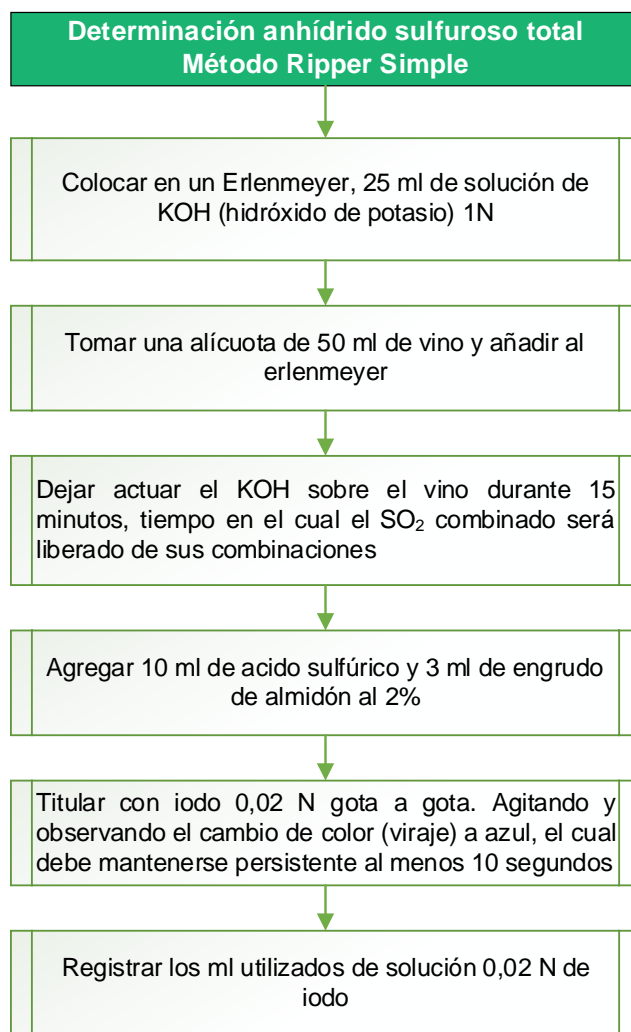 Determinación anhídrido sulfuroso total
Método Ripper Simple
Colocar en un Erlenmeyer, 25 ml de solución de
KOH (hidróxido de potasio) 1N
Tomar una alícuota de 50 ml de vino y añadir al
erlenmeyer
Dejar actuar el KOH sobre el vino durante 15
minutos, tiempo en el cual el SO₂ combinado será
liberado de sus combinaciones
Agregar 10 ml de acido sulfúrico y 3 ml de engrudo
de almidón al 2%
Titular con iodo 0,02 N gota a gota. Agitando y
observando el cambio de color (viraje) a azul, el cual
debe mantenerse persistente al menos 10 segundos
Registrar los ml utilizados de solución 0,02 N de
iodo